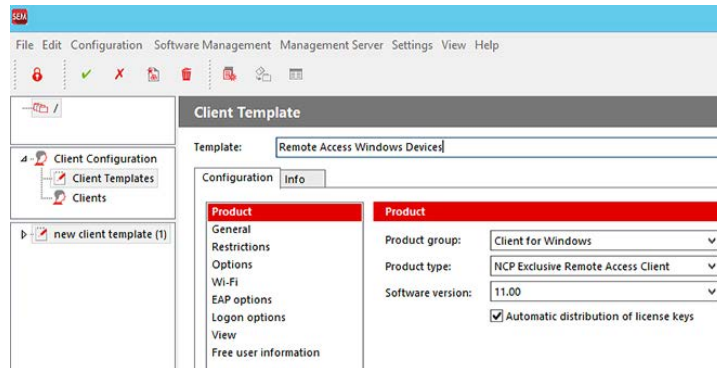 SEM
File Edit Configuration Software Management Management Server Settings View Help
/
Client Configuration
Client Templates
Clients
new client template (1)
Client Template
Template: Remote Access Windows Devices
Configuration Info
Product
General
Restrictions
Options
Wi-Fi
EAP options
Logon options
View
Free user information
Product
Product group: Client for Windows
Product type: NCP Exclusive Remote Access Client
Software version: 11.00
Automatic distribution of license keys